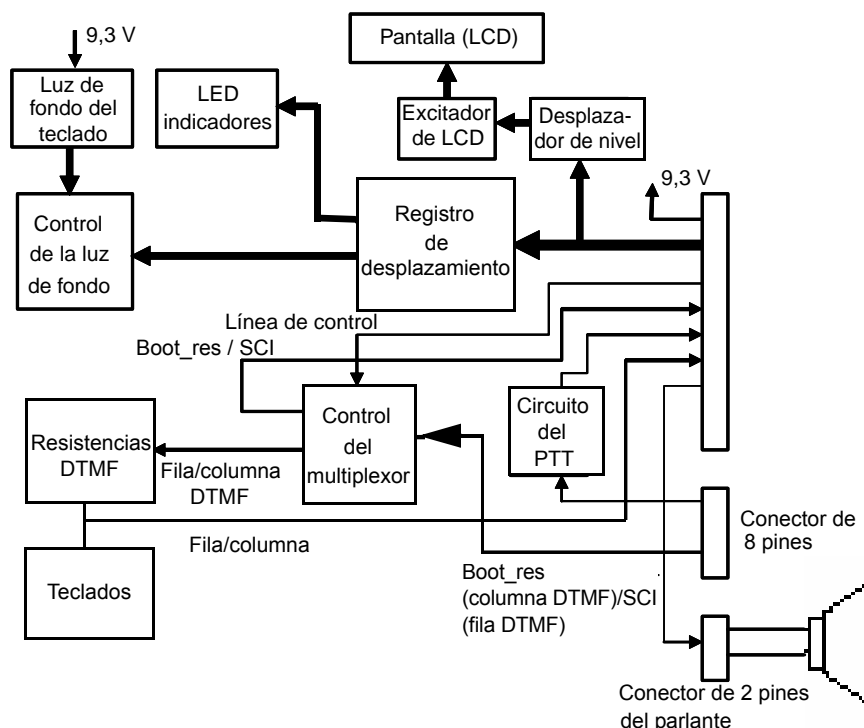 9,3 V
Pantalla (LCD)
Luz de
fondo del
teclado
LED
indicadores
Excitador
de LCD
Desplaza-
dor de nivel
9,3 V
Control
de la luz
de fondo
Registro
de
desplazamiento
Línea de control
Boot_res / SCI
Resistencias
DTMF
Control
del
multiplexor
Circuito
del
PTT
Fila/columna
DTMF
Fila/columna
Teclados
Conector de
8 pines
Boot_res
(columna DTMF)/SCI
(fila DTMF)
Conector de 2 pines
del parlante